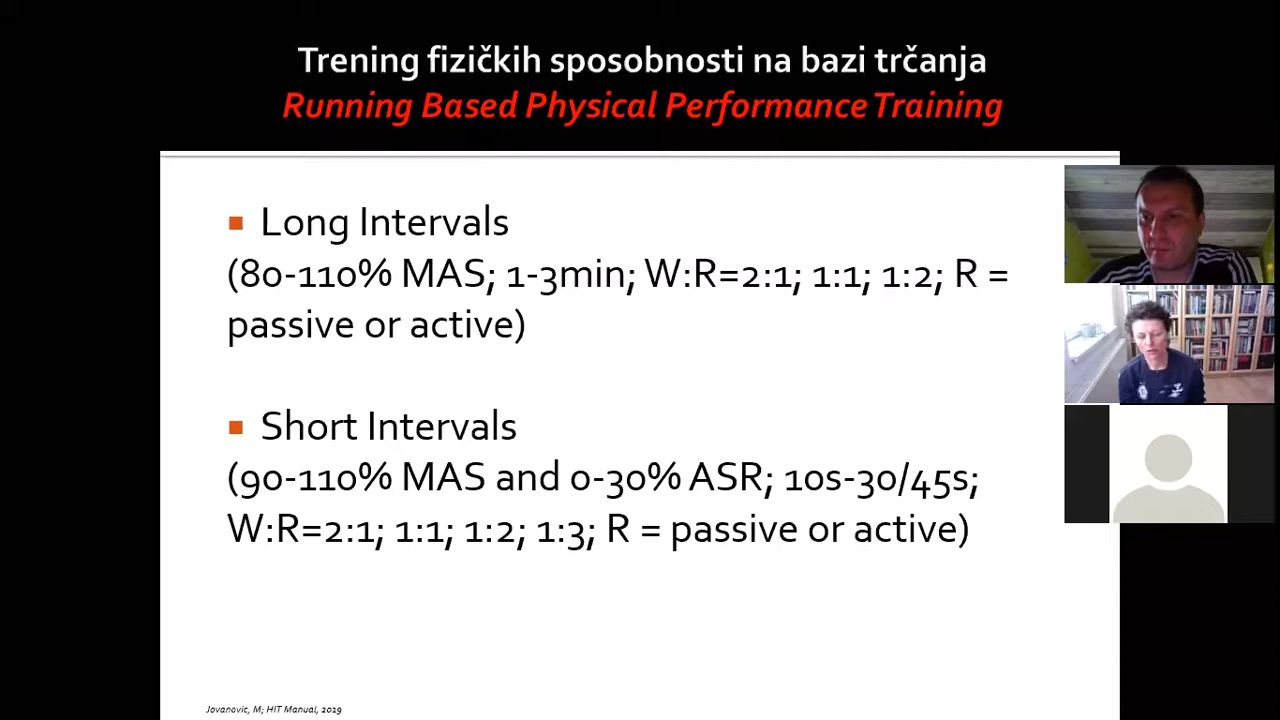 Trening fizičkih sposobnosti na bazi trčanja
Running Based Physical Performance Training
Long Intervals
(80-110% MAS; 1-3min; W:R=2:1; 1:1; 1:2; R =
passive or active)
Short Intervals
(90-110% MAS and 0-30% ASR; 10s-30/45s;
W:R=2:1; 1:1; 1:2; 1:3; R = passive or active)
Jovanovic, M; HIT Manual, 2019